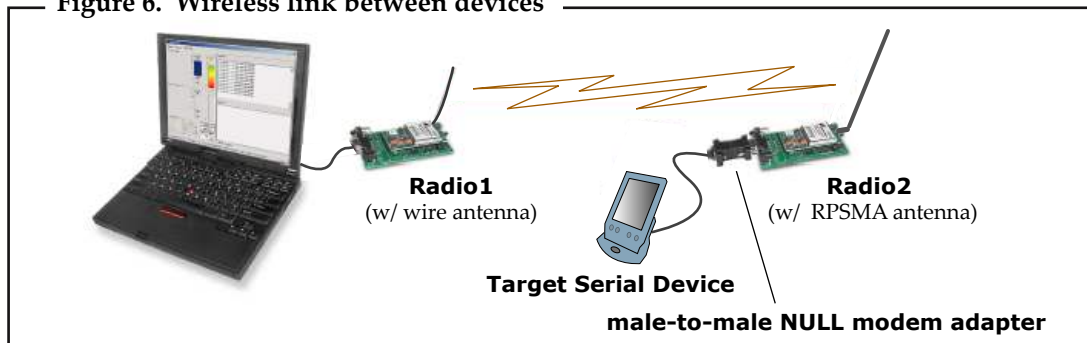 Figure 6. Wireless link between devices
Radio1
(w/ wire antenna)
Radio2
(w/ RPSMA antenna)
Target Serial Device
male-to-male NULL modem adapter